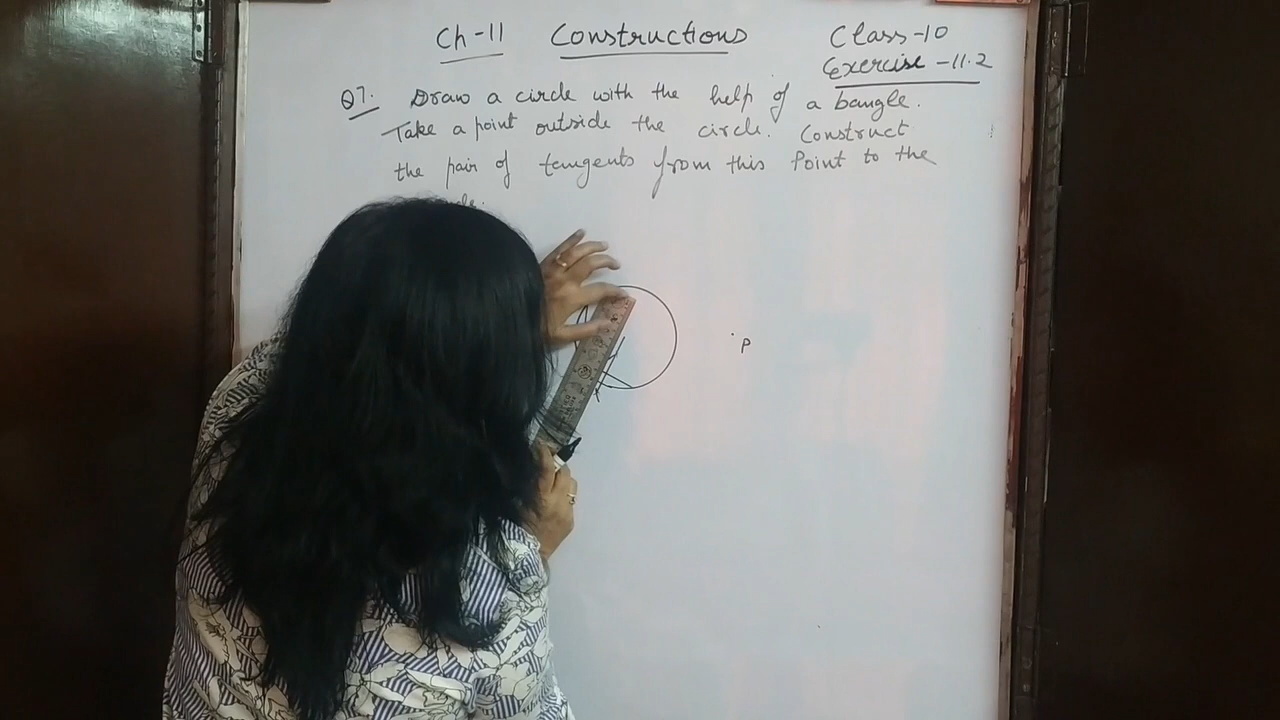 Ch-11 Constructions Class-10
Exercise -11.2
Q7. Draw a circle with the help of a bangle.
Take a point outside the circle. Construct
the pair of tangents from this Point to the
P